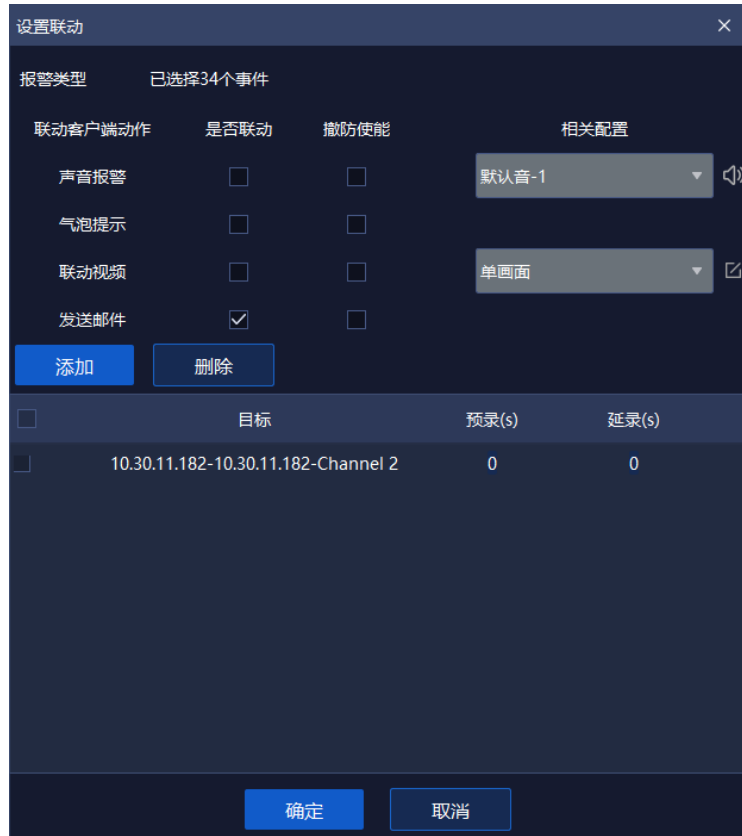 设置联动
报警类型 已选择34个事件
联动客户端动作 是否联动 撤防使能 相关配置
声音报警 默认音-1
气泡提示
联动视频 单画面
发送邮件
添加 删除
目标 预录(s) 延录(s)
10.30.11.182-10.30.11.182-Channel 2 0 0
确定 取消